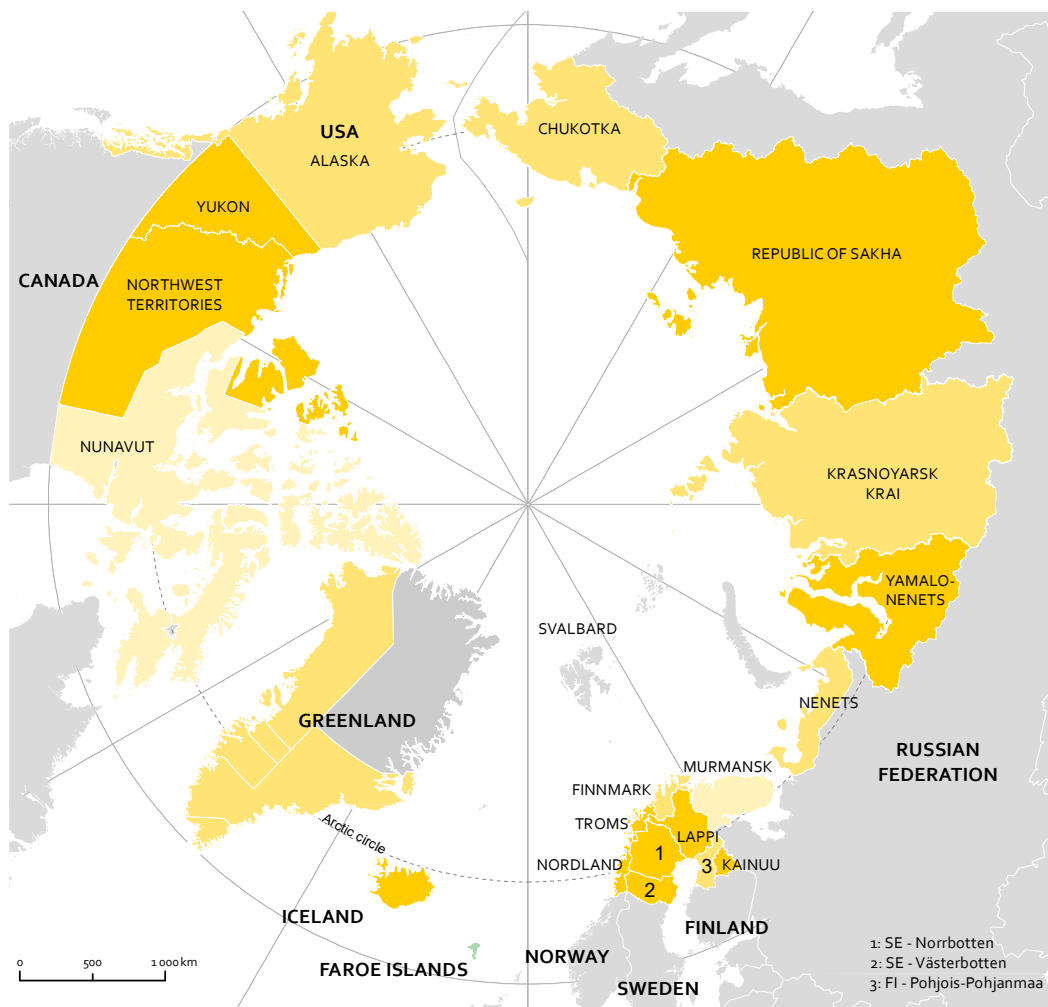 USA
ALASKA
CHUKOTKA
YUKON
CANADA
NORTHWEST
TERRITORIES
REPUBLIC OF SAKHA
NUNAVUT
KRASNOYARSK
KRAI
YAMALO-
NENETS
SVALBARD
GREENLAND
NENETS
RUSSIAN
FEDERATION
MURMANSK
FINNMARK
TROMS
Arctic circle
LAPPI
1
NORDLAND
3
KAINUU
2
ICELAND
FINLAND
NORWAY
FAROE ISLANDS
SWEDEN
0 500 1 000 km
1: SE - Norrbotten
2: SE - Västerbotten
3: FI - Pohjois-Pohjanmaa